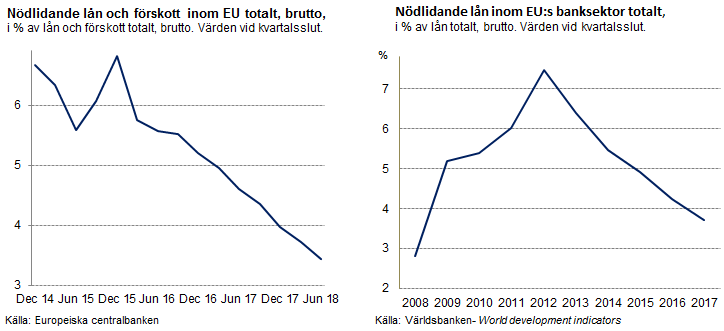 Nödlidande lån och förskott inom EU totalt, brutto,
i % av lån och förskott totalt, brutto. Värden vid kvartalsslut.
6
5
4
3
Dec 14 Jun 15 Dec 15 Jun 16 Dec 16 Jun 17 Dec 17 Jun 18
Källa: Europeiska centralbanken
Nödlidande lån inom EU:s banksektor totalt,
i % av lån totalt, brutto. Värden vid kvartalsslut.
%
7
6
5
4
3
2
2008 2009 2010 2011 2012 2013 2014 2015 2016 2017
Källa: Världsbanken- World development indicators